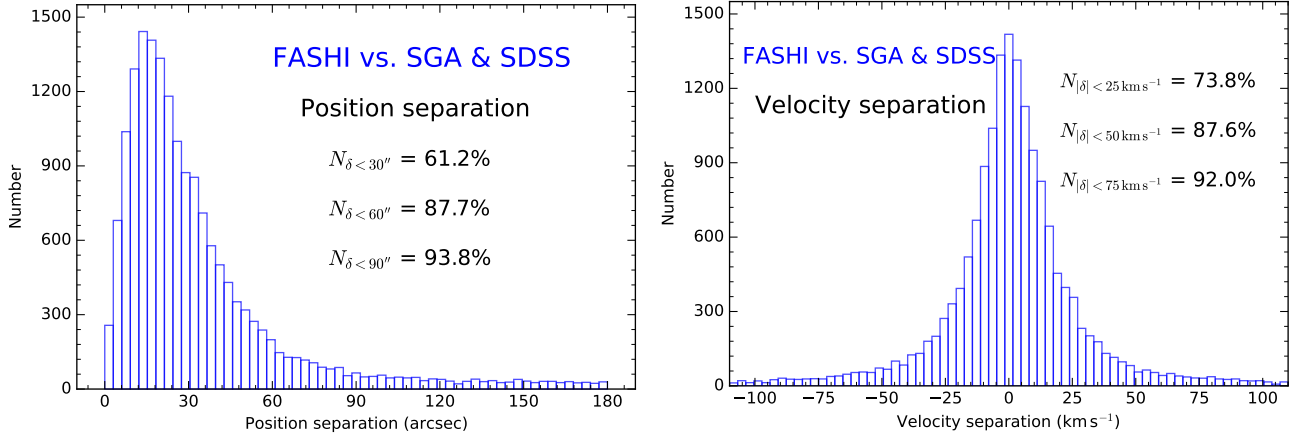 FASHI vs. SGA & SDSS
Position separation
N_{δ<30″} = 61.2%
N_{δ<60″} = 87.7%
N_{δ<90″} = 93.8%
1500
1200
900
600
300
0
Number
0 30 60 90 120 150 180
Position separation (arcsec)
FASHI vs. SGA & SDSS
Velocity separation
N_{|δ|<25 km s⁻¹} = 73.8%
N_{|δ|<50 km s⁻¹} = 87.6%
N_{|δ|<75 km s⁻¹} = 92.0%
1500
1200
900
600
300
0
Number
−100 −75 −50 −25 0 25 50 75 100
Velocity separation (km s⁻¹)